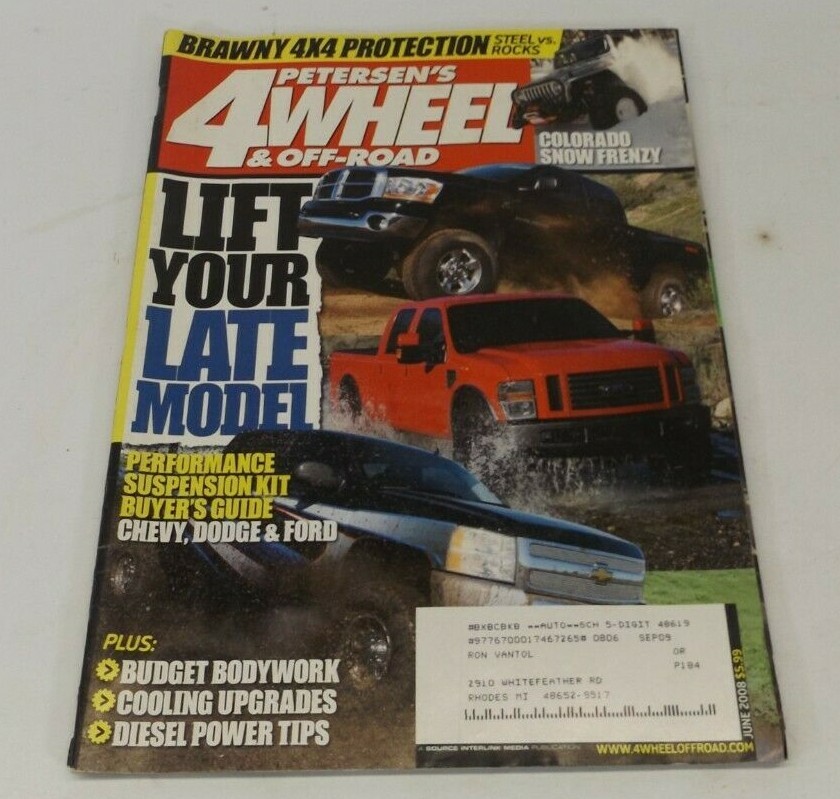 BRAWNY 4X4 PROTECTION STEEL vs. ROCKS
PETERSEN'S
4WHEEL
& OFF-ROAD
COLORADO
SNOW FRENZY
LIFT
YOUR
LATE
MODEL
PERFORMANCE
SUSPENSION KIT
BUYER'S GUIDE
CHEVY, DODGE & FORD
PLUS:
BUDGET BODYWORK
COOLING UPGRADES
DIESEL POWER TIPS
#BXBCBKB ==AUTO==SCH 5-DIGIT 48619
#9776700017467265# 0806 SEP09
RON VANTOL
OF
P184
2910 WHITEFEATHER RD
RHODES MI 48652-9517
JUNE 2008 $5.99
A SOURCE INTERLINK MEDIA PUBLICATION
WWW.4WHEELOFFROAD.COM